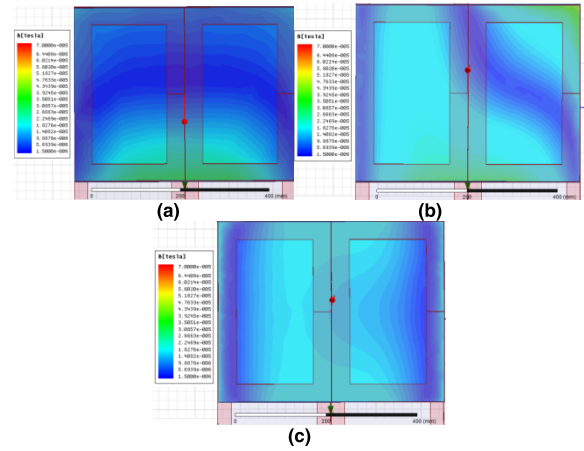 B[tesla]
7.0000e-005
6.4408e-005
6.0214e-005
5.6020e-005
5.1827e-005
4.7633e-005
4.3439e-005
3.9245e-005
3.5051e-005
3.0857e-005
2.6663e-005
2.2469e-005
1.8276e-005
1.4082e-005
9.8878e-006
5.6939e-006
1.5000e-006
0 200 400 (mm)
(a)
B[tesla]
7.0000e-005
6.4408e-005
6.0214e-005
5.6020e-005
5.1827e-005
4.7633e-005
4.3439e-005
3.9245e-005
3.5051e-005
3.0857e-005
2.6663e-005
2.2469e-005
1.8276e-005
1.4082e-005
9.8878e-006
5.6939e-006
1.5000e-006
0 200 400 (mm)
(b)
B[tesla]
7.0000e-005
6.4408e-005
6.0214e-005
5.6020e-005
5.1827e-005
4.7633e-005
4.3439e-005
3.9245e-005
3.5051e-005
3.0857e-005
2.6663e-005
2.2469e-005
1.8276e-005
1.4082e-005
9.8878e-006
5.6939e-006
1.5000e-006
0 200 400 (mm)
(c)